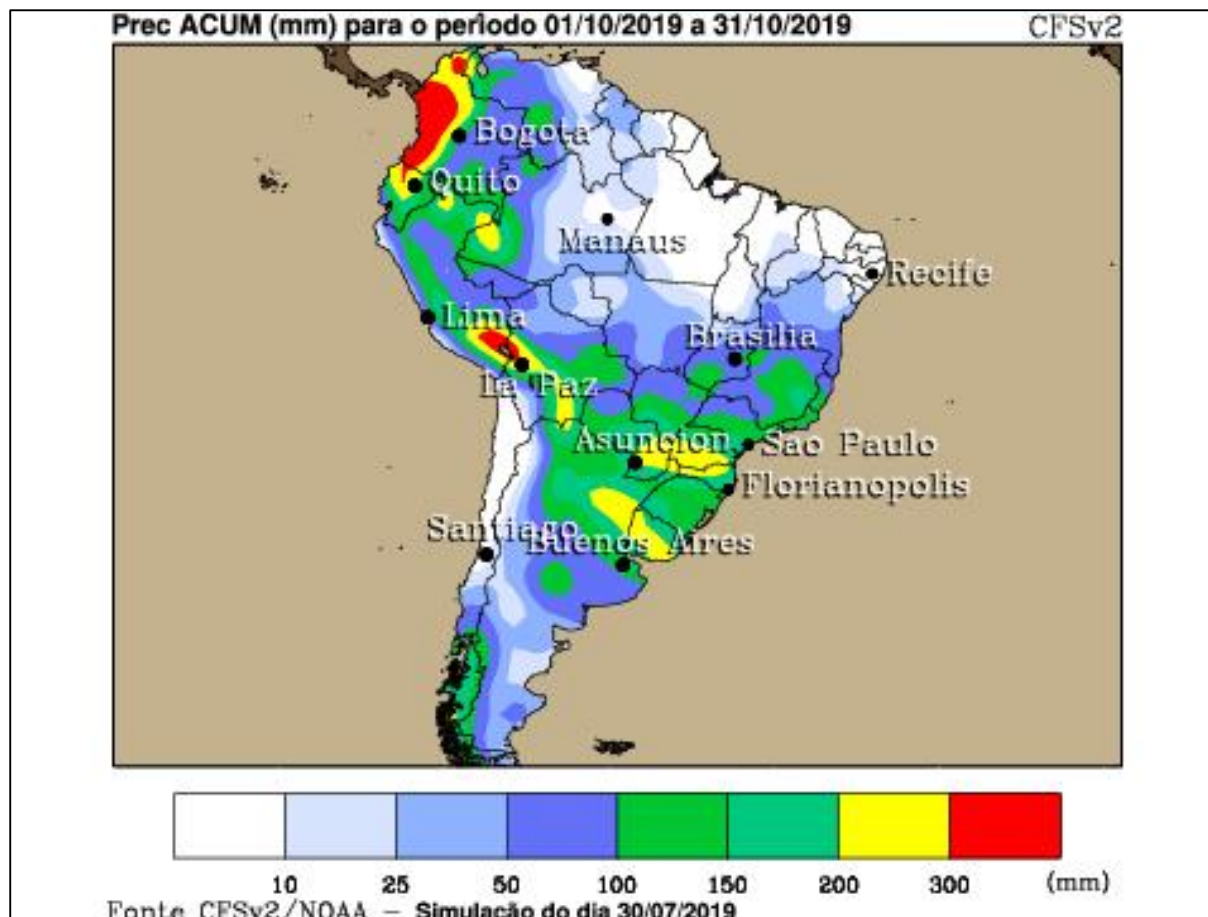 Prec ACUM (mm) para o periodo 01/10/2019 a 31/10/2019 CFSv2
Bogota
Quito
Manaus
Recife
Lima
Brasilia
La Paz
Asuncion
Sao Paulo
Florianopolis
Santiago
Buenos Aires
10 25 50 100 150 200 300 (mm)
Fonte CFSv2/NOAA – Simulação do dia 30/07/2019